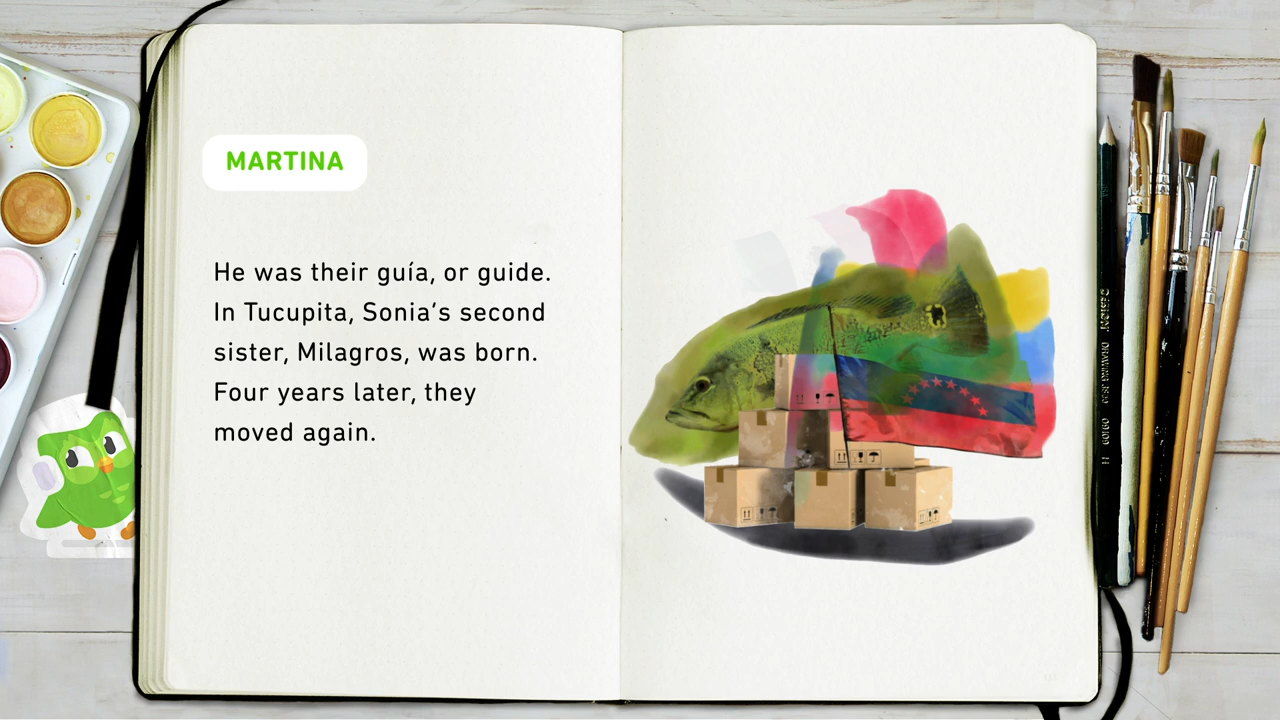 MARTINA
He was their guía, or guide.
In Tucupita, Sonia's second
sister, Milagros, was born.
Four years later, they
moved again.